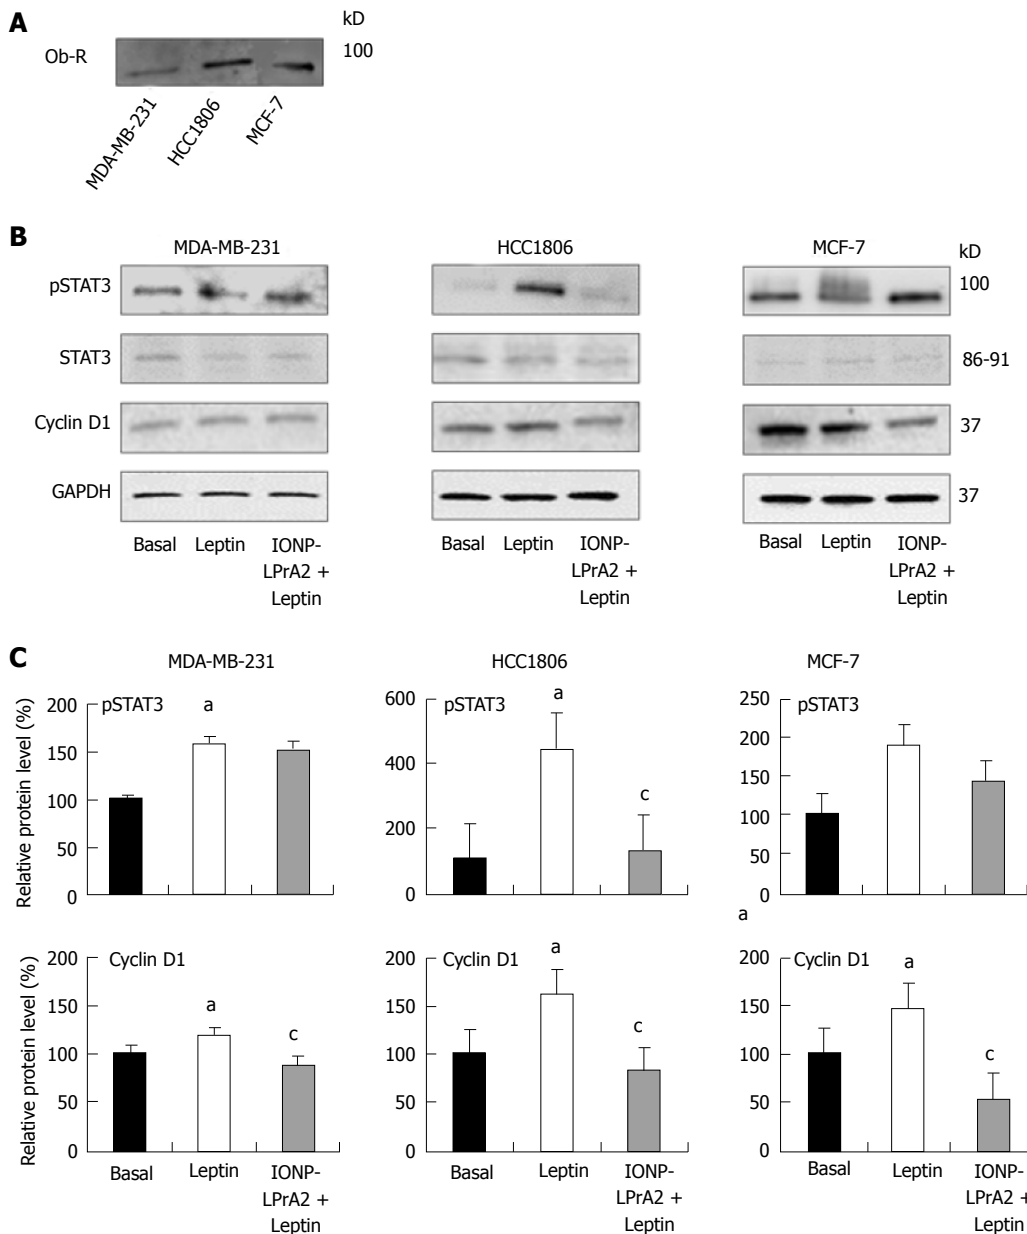 A
kD
Ob-R
100
MDA-MB-231
HCC1806
MCF-7
B
MDA-MB-231
HCC1806
MCF-7
kD
pSTAT3
100
STAT3
86-91
Cyclin D1
37
GAPDH
37
Basal
Leptin
IONP-
LPrA2 +
Leptin
Basal
Leptin
IONP-
LPrA2 +
Leptin
Basal
Leptin
IONP-
LPrA2 +
Leptin
C
MDA-MB-231
HCC1806
MCF-7
Relative protein level (%)
200
150
100
50
0
pSTAT3
a
600
400
200
0
pSTAT3
a
c
250
200
150
100
50
0
pSTAT3
a
Relative protein level (%)
200
150
100
50
0
Cyclin D1
a
c
Basal
Leptin
IONP-
LPrA2 +
Leptin
200
150
100
50
0
Cyclin D1
a
c
Basal
Leptin
IONP-
LPrA2 +
Leptin
200
150
100
50
0
Cyclin D1
a
c
Basal
Leptin
IONP-
LPrA2 +
Leptin